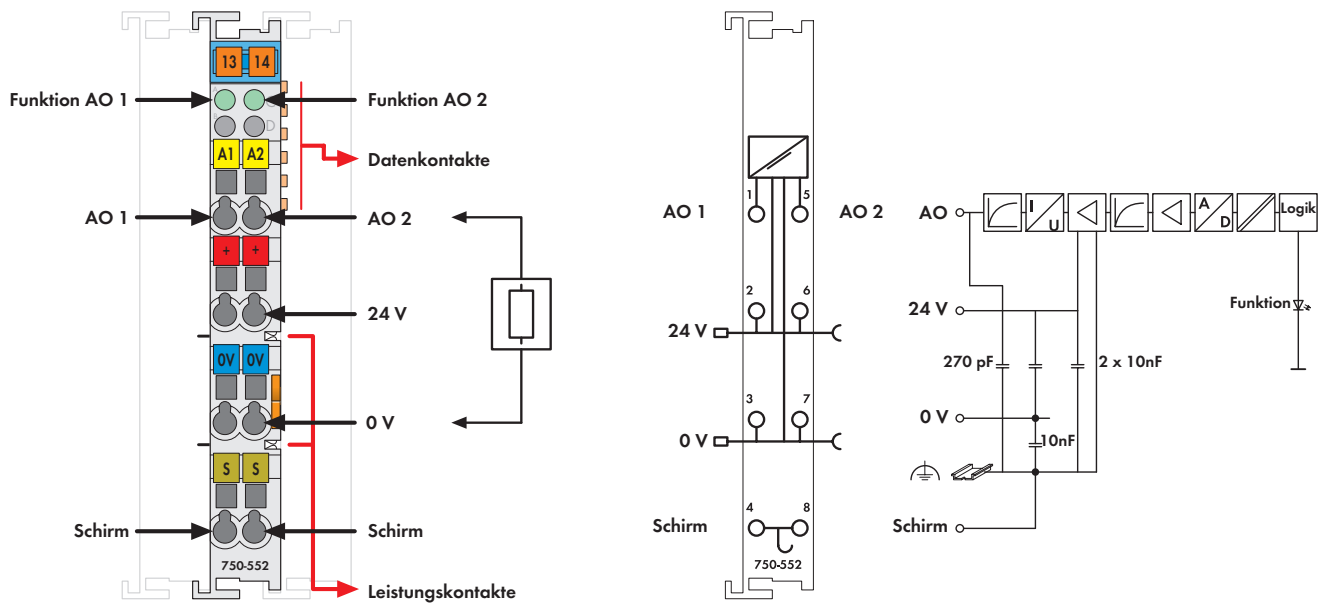 13 14
Funktion AO 1
A
C
Funktion AO 2
B
D
A1 A2
Datenkontakte
AO 1
AO 2
+ +
24 V
0V 0V
0 V
S S
Schirm
Schirm
750-552
Leistungskontakte
1
5
AO 1
AO 2
2
6
24 V
3
7
0 V
4
8
Schirm
750-552
AO
I
U
A
D
Logik
24 V
Funktion
270 pF
2 x 10nF
0 V
10nF
Schirm